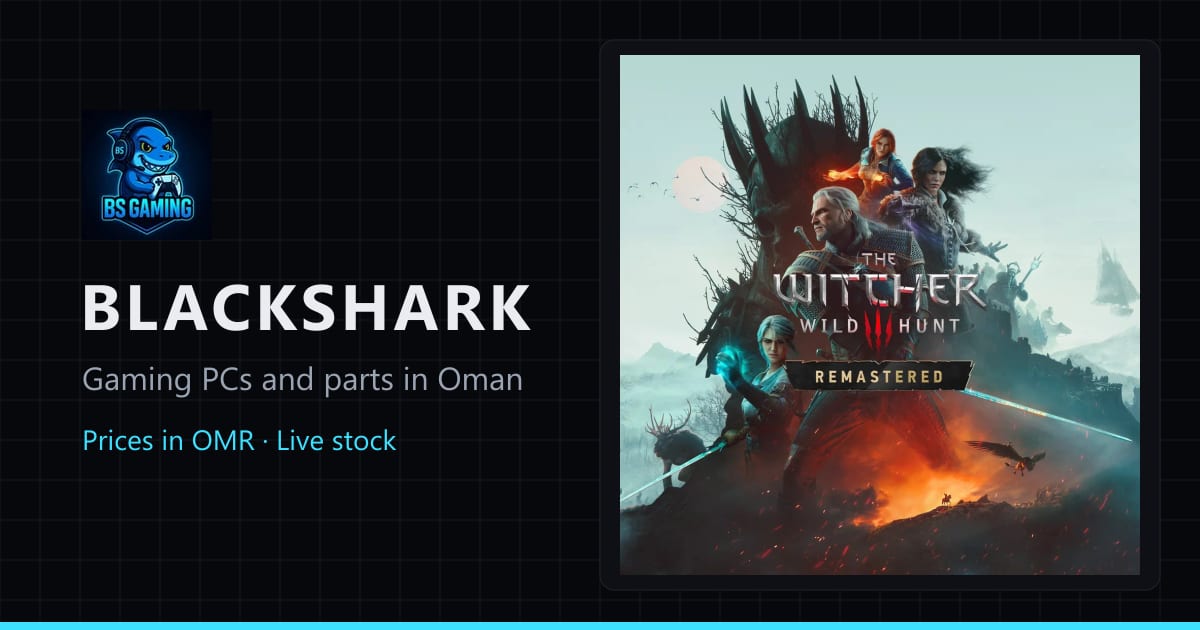 BS
BS GAMING
BLACKSHARK
Gaming PCs and parts in Oman
Prices in OMR · Live stock
THE
WITCHER
WILD HUNT
REMASTERED